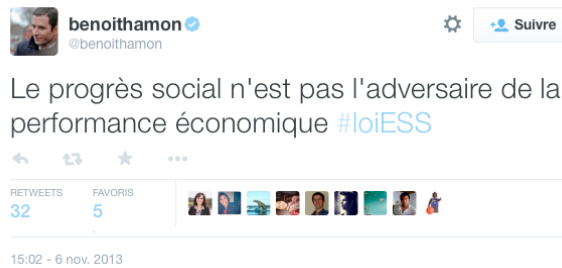 benoithamon
@benoithamon
Suivre
Le progrès social n'est pas l'adversaire de la
performance économique #loiESS
RETWEETS FAVORIS
32 5
15:02 - 6 nov. 2013